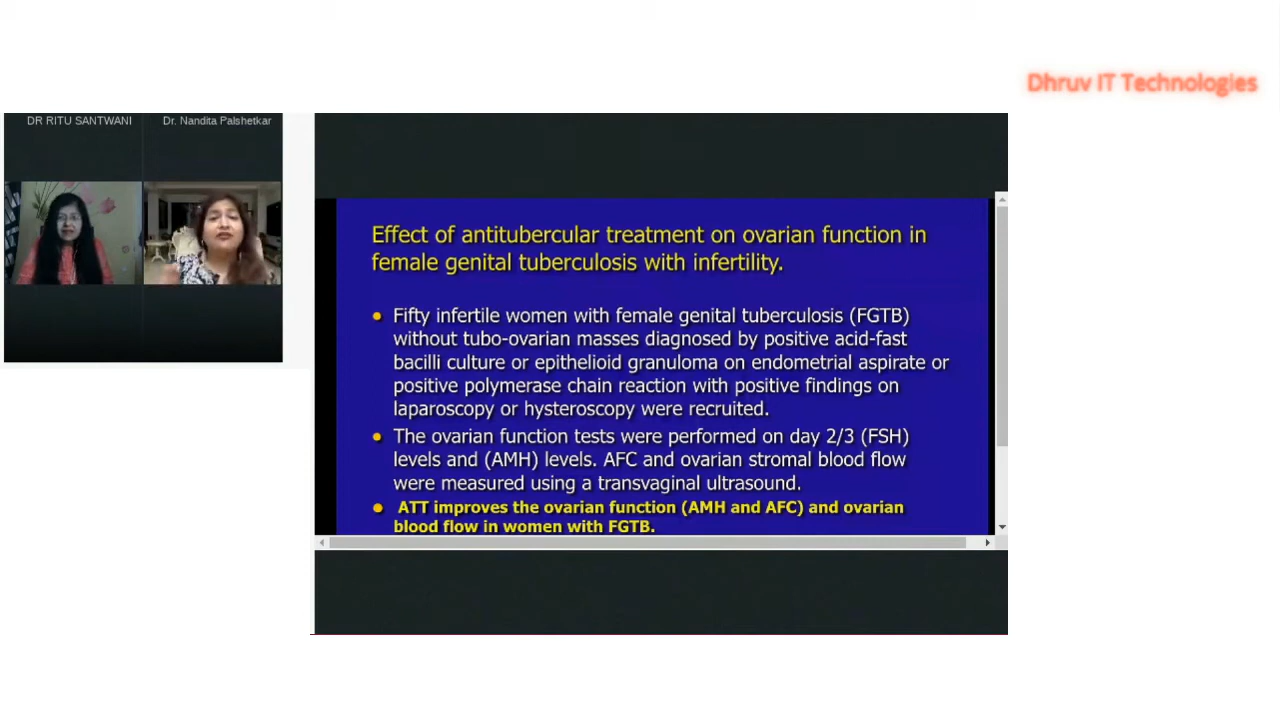 Dhruv IT Technologies
DR RITU SANTWANI
Dr. Nandita Palshetkar
Effect of antitubercular treatment on ovarian function in
female genital tuberculosis with infertility.
• Fifty infertile women with female genital tuberculosis (FGTB)
without tubo-ovarian masses diagnosed by positive acid-fast
bacilli culture or epithelioid granuloma on endometrial aspirate or
positive polymerase chain reaction with positive findings on
laparoscopy or hysteroscopy were recruited.
• The ovarian function tests were performed on day 2/3 (FSH)
levels and (AMH) levels. AFC and ovarian stromal blood flow
were measured using a transvaginal ultrasound.
• ATT improves the ovarian function (AMH and AFC) and ovarian
blood flow in women with FGTB.